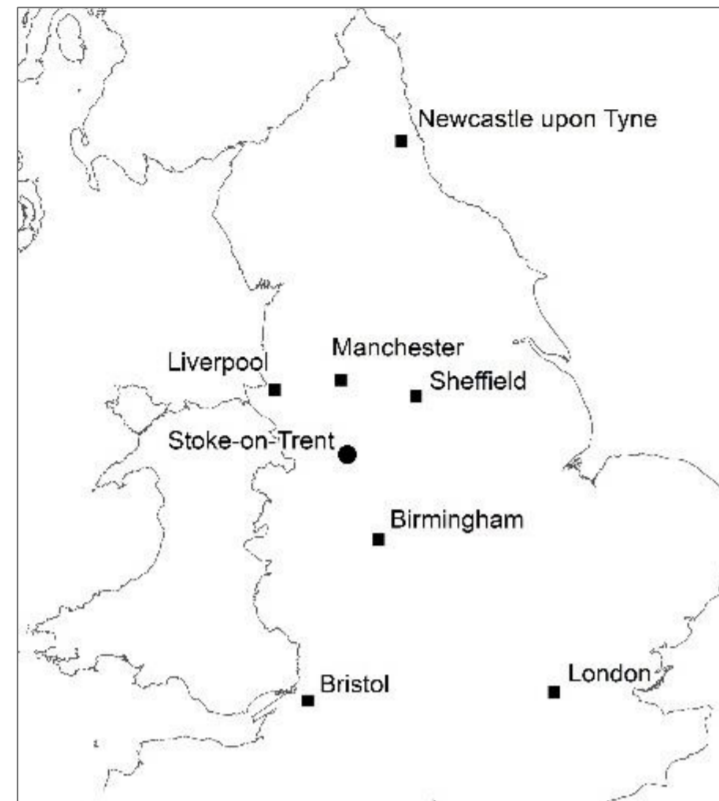 Newcastle upon Tyne
Manchester
Liverpool
Sheffield
Stoke-on-Trent
Birmingham
London
Bristol